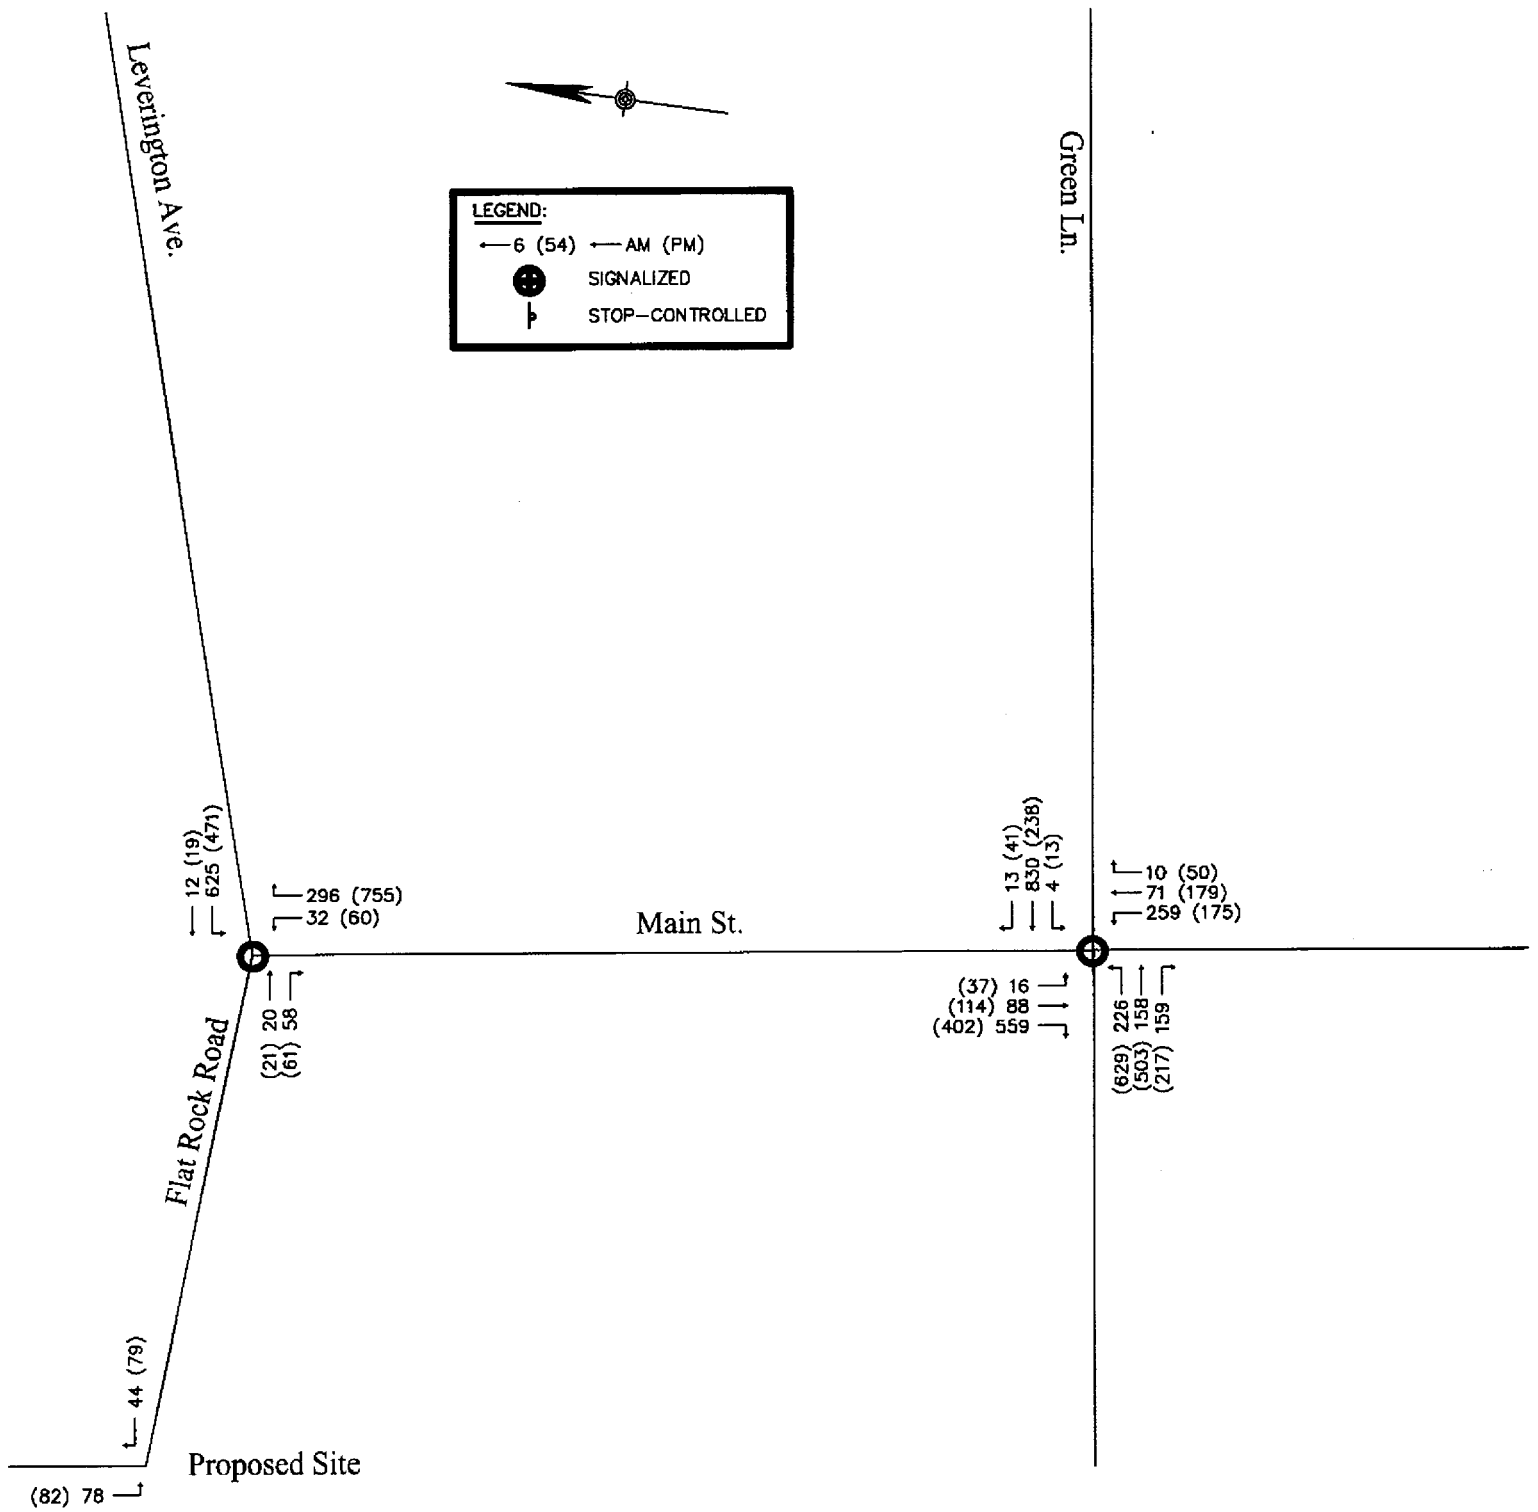 Leverington Ave.
Green Ln.
LEGEND:
6 (54) AM (PM)
SIGNALIZED
STOP-CONTROLLED
12 (19)
625 (471)
296 (755)
32 (60)
Main St.
13 (41)
830 (238)
4 (13)
10 (50)
71 (179)
259 (175)
(21) 20
(61) 58
(37) 16
(114) 88
(402) 559
(629) 226
(503) 158
(217) 159
Flat Rock Road
44 (79)
Proposed Site
(82) 78